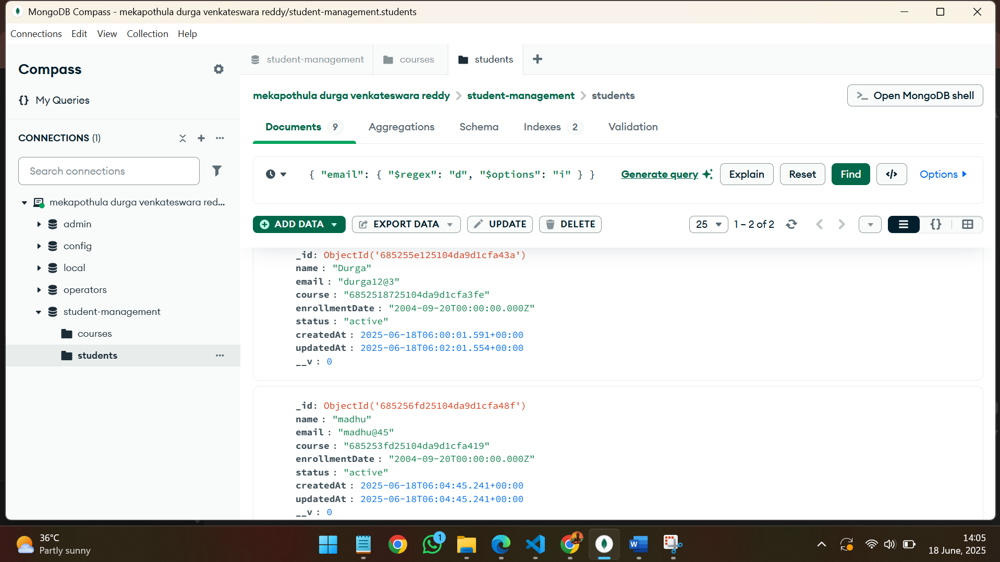 MongoDB Compass - mekapothula durga venkateswara reddy/student-management.students
Connections Edit View Collection Help
Compass
{} My Queries
CONNECTIONS (1)
Search connections
mekapothula durga venkateswara red...
admin
config
local
operators
student-management
courses
students
student-management courses students
mekapothula durga venkateswara reddy > student-management > students
>_ Open MongoDB shell
Documents 9 Aggregations Schema Indexes 2 Validation
{ "email": { "$regex": "d", "$options": "i" } }
Generate query Explain Reset Find </> Options
ADD DATA EXPORT DATA UPDATE DELETE 25 1 – 2 of 2 {}
_id: ObjectId('685255e125104da9d1cfa43a')
name : "Durga"
email : "durga12@3"
course : "6852518725104da9d1cfa3fe"
enrollmentDate : "2004-09-20T00:00:00.000Z"
status : "active"
createdAt : 2025-06-18T06:00:01.591+00:00
updatedAt : 2025-06-18T06:02:01.554+00:00
__v : 0
_id: ObjectId('685256fd25104da9d1cfa48f')
name : "madhu"
email : "madhu@45"
course : "685253fd25104da9d1cfa419"
enrollmentDate : "2004-09-20T00:00:00.000Z"
status : "active"
createdAt : 2025-06-18T06:04:45.241+00:00
updatedAt : 2025-06-18T06:04:45.241+00:00
__v : 0
36°C
Partly sunny
1
W
14:05
18 June, 2025